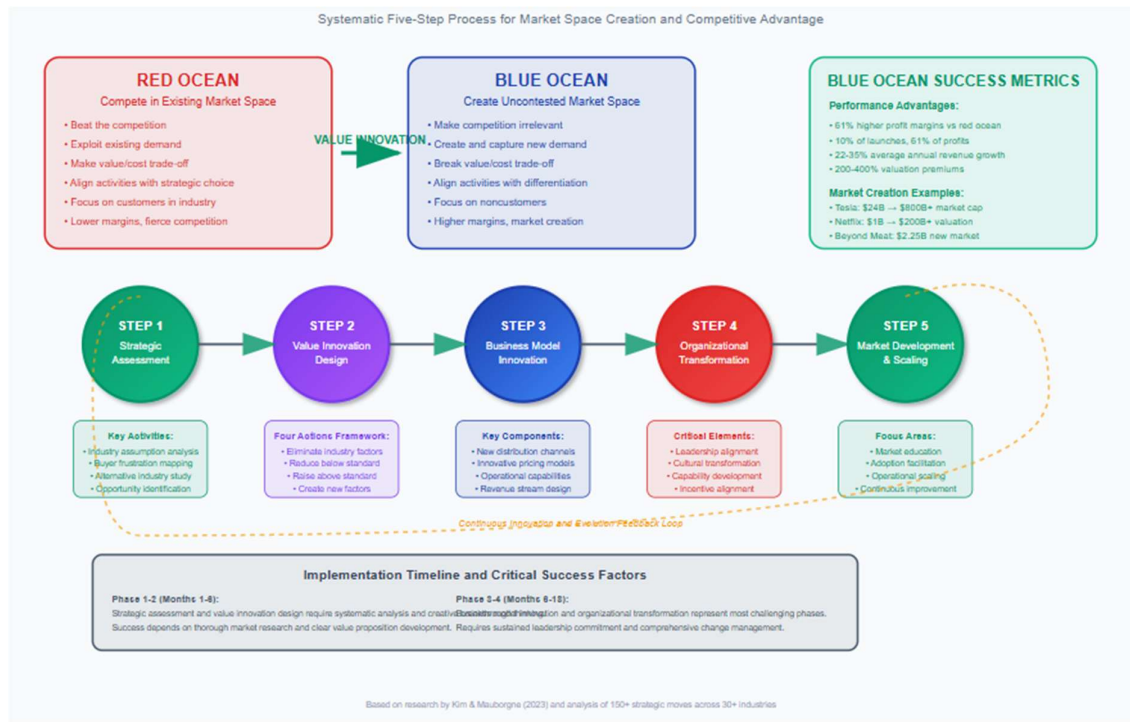 Systematic Five-Step Process for Market Space Creation and Competitive Advantage
RED OCEAN
Compete in Existing Market Space
• Beat the competition
• Exploit existing demand
• Make value/cost trade-off
• Align activities with strategic choice
• Focus on customers in industry
• Lower margins, fierce competition
VALUE INNOVATION
BLUE OCEAN
Create Uncontested Market Space
• Make competition irrelevant
• Create and capture new demand
• Break value/cost trade-off
• Align activities with differentiation
• Focus on noncustomers
• Higher margins, market creation
BLUE OCEAN SUCCESS METRICS
Performance Advantages:
• 61% higher profit margins vs red ocean
• 10% of launches, 61% of profits
• 22-35% average annual revenue growth
• 200-400% valuation premiums
Market Creation Examples:
• Tesla: $24B → $800B+ market cap
• Netflix: $1B → $200B+ valuation
• Beyond Meat: $2.25B new market
STEP 1
Strategic
Assessment
STEP 2
Value Innovation
Design
STEP 3
Business Model
Innovation
STEP 4
Organizational
Transformation
STEP 5
Market Development
& Scaling
Key Activities:
• Industry assumption analysis
• Buyer frustration mapping
• Alternative industry study
• Opportunity identification
Four Actions Framework:
• Eliminate industry factors
• Reduce below standard
• Raise above standard
• Create new factors
Key Components:
• New distribution channels
• Innovative pricing models
• Operational capabilities
• Revenue stream design
Critical Elements:
• Leadership alignment
• Cultural transformation
• Capability development
• Incentive alignment
Focus Areas:
• Market education
• Adoption facilitation
• Operational scaling
• Continuous improvement
Continuous Innovation and Evolution Feedback Loop
Implementation Timeline and Critical Success Factors
Phase 1-2 (Months 1-6):
Strategic assessment and value innovation design require systematic analysis and creative
Success depends on thorough market research and clear value proposition development.
Phase 3-4 (Months 6-18):
innovation and organizational transformation represent most challenging phases.
Requires sustained leadership commitment and comprehensive change management.
Based on research by Kim & Mauborgne (2023) and analysis of 150+ strategic moves across 30+ industries